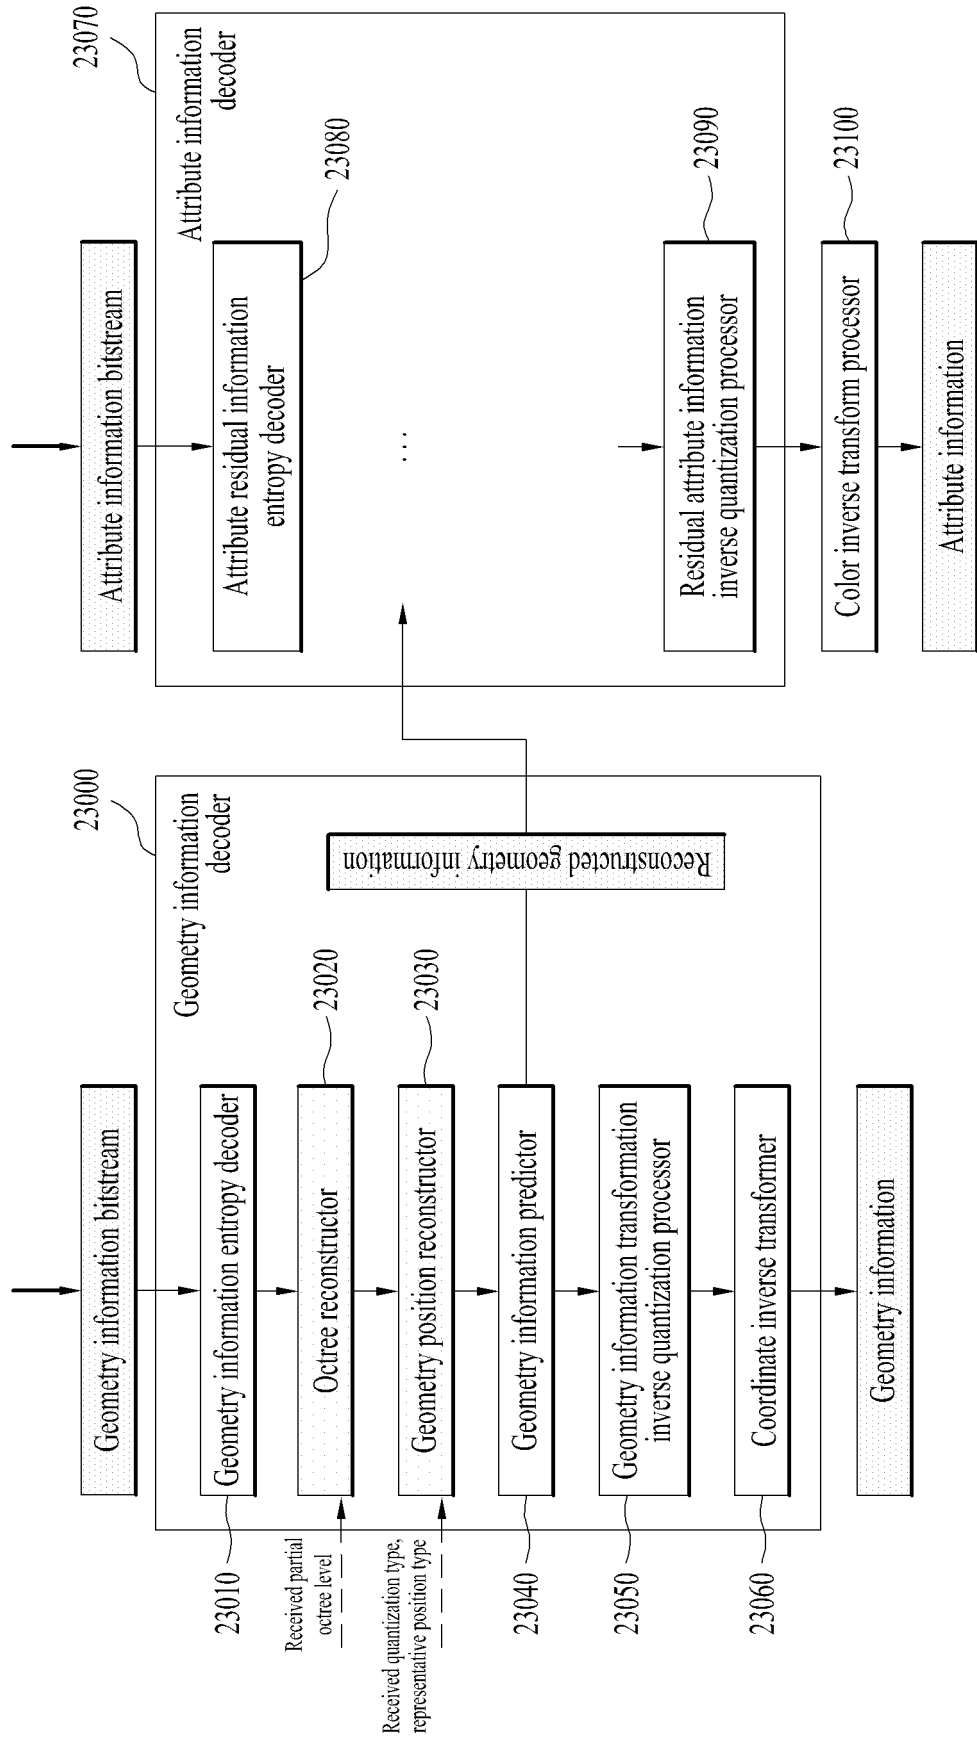 Geometry information bitstream
23000
Geometry information
decoder
Geometry information entropy decoder
23010
Received partial
octree level
Octree reconstructor
23020
Received quantization type,
representative position type
Geometry position reconstructor
23030
Geometry information predictor
23040
Reconstructed geometry information
Geometry information transformation
inverse quantization processor
23050
Coordinate inverse transformer
23060
Geometry information
Attribute information bitstream
23070
Attribute information
decoder
Attribute residual information
entropy decoder
23080
...
Residual attribute information
inverse quantization processor
23090
Color inverse transform processor
23100
Attribute information